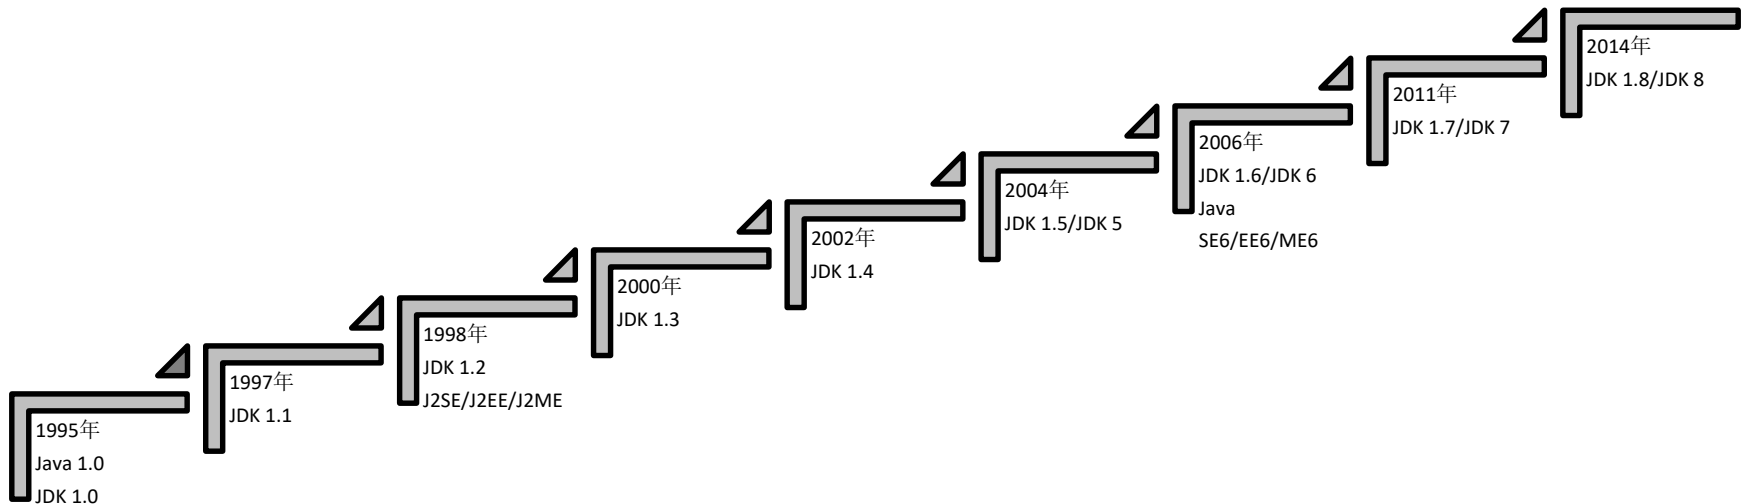 1995年
Java 1.0
JDK 1.0
1997年
JDK 1.1
1998年
JDK 1.2
J2SE/J2EE/J2ME
2000年
JDK 1.3
2002年
JDK 1.4
2004年
JDK 1.5/JDK 5
2006年
JDK 1.6/JDK 6
Java
SE6/EE6/ME6
2011年
JDK 1.7/JDK 7
2014年
JDK 1.8/JDK 8